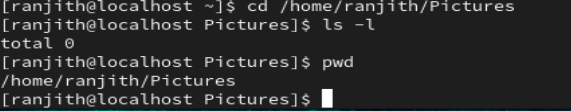 [ranjith@localhost ~]$ cd /home/ranjith/Pictures
[ranjith@localhost Pictures]$ ls -l
total 0
[ranjith@localhost Pictures]$ pwd
/home/ranjith/Pictures
[ranjith@localhost Pictures]$